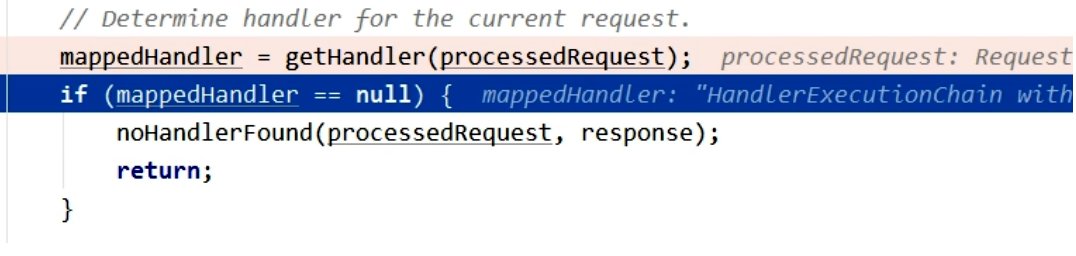 // Determine handler for the current request.
mappedHandler = getHandler(processedRequest); processedRequest: Request
if (mappedHandler == null) { mappedHandler: "HandlerExecutionChain with
noHandlerFound(processedRequest, response);
return;
}